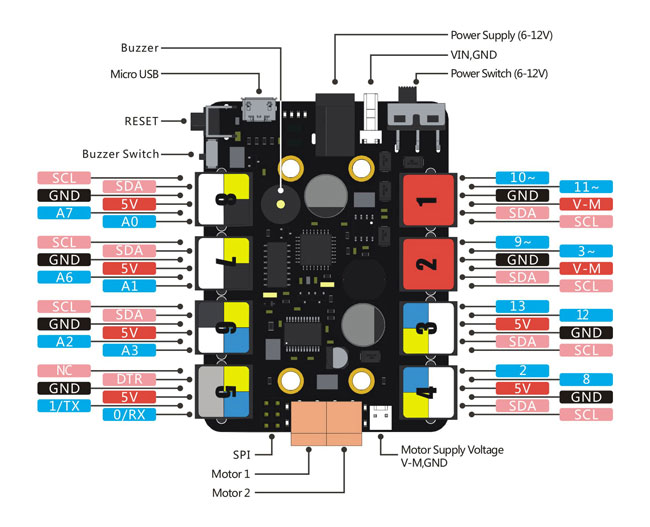 Power Supply (6-12V)
Buzzer
VIN,GND
Micro USB
Power Switch (6-12V)
RESET
Buzzer Switch
SCL
SDA
GND
5V
A7
A0
8
10~
11~
GND
V-M
SDA
SCL
1
SCL
SDA
GND
5V
A6
A1
7
9~
3~
GND
V-M
SDA
SCL
2
SCL
SDA
GND
5V
A2
A3
6
13
12
5V
GND
SDA
SCL
3
NC
DTR
GND
5V
1/TX
0/RX
5
2
8
5V
GND
SDA
SCL
4
SPI
Motor 1
Motor 2
Motor Supply Voltage
V-M,GND